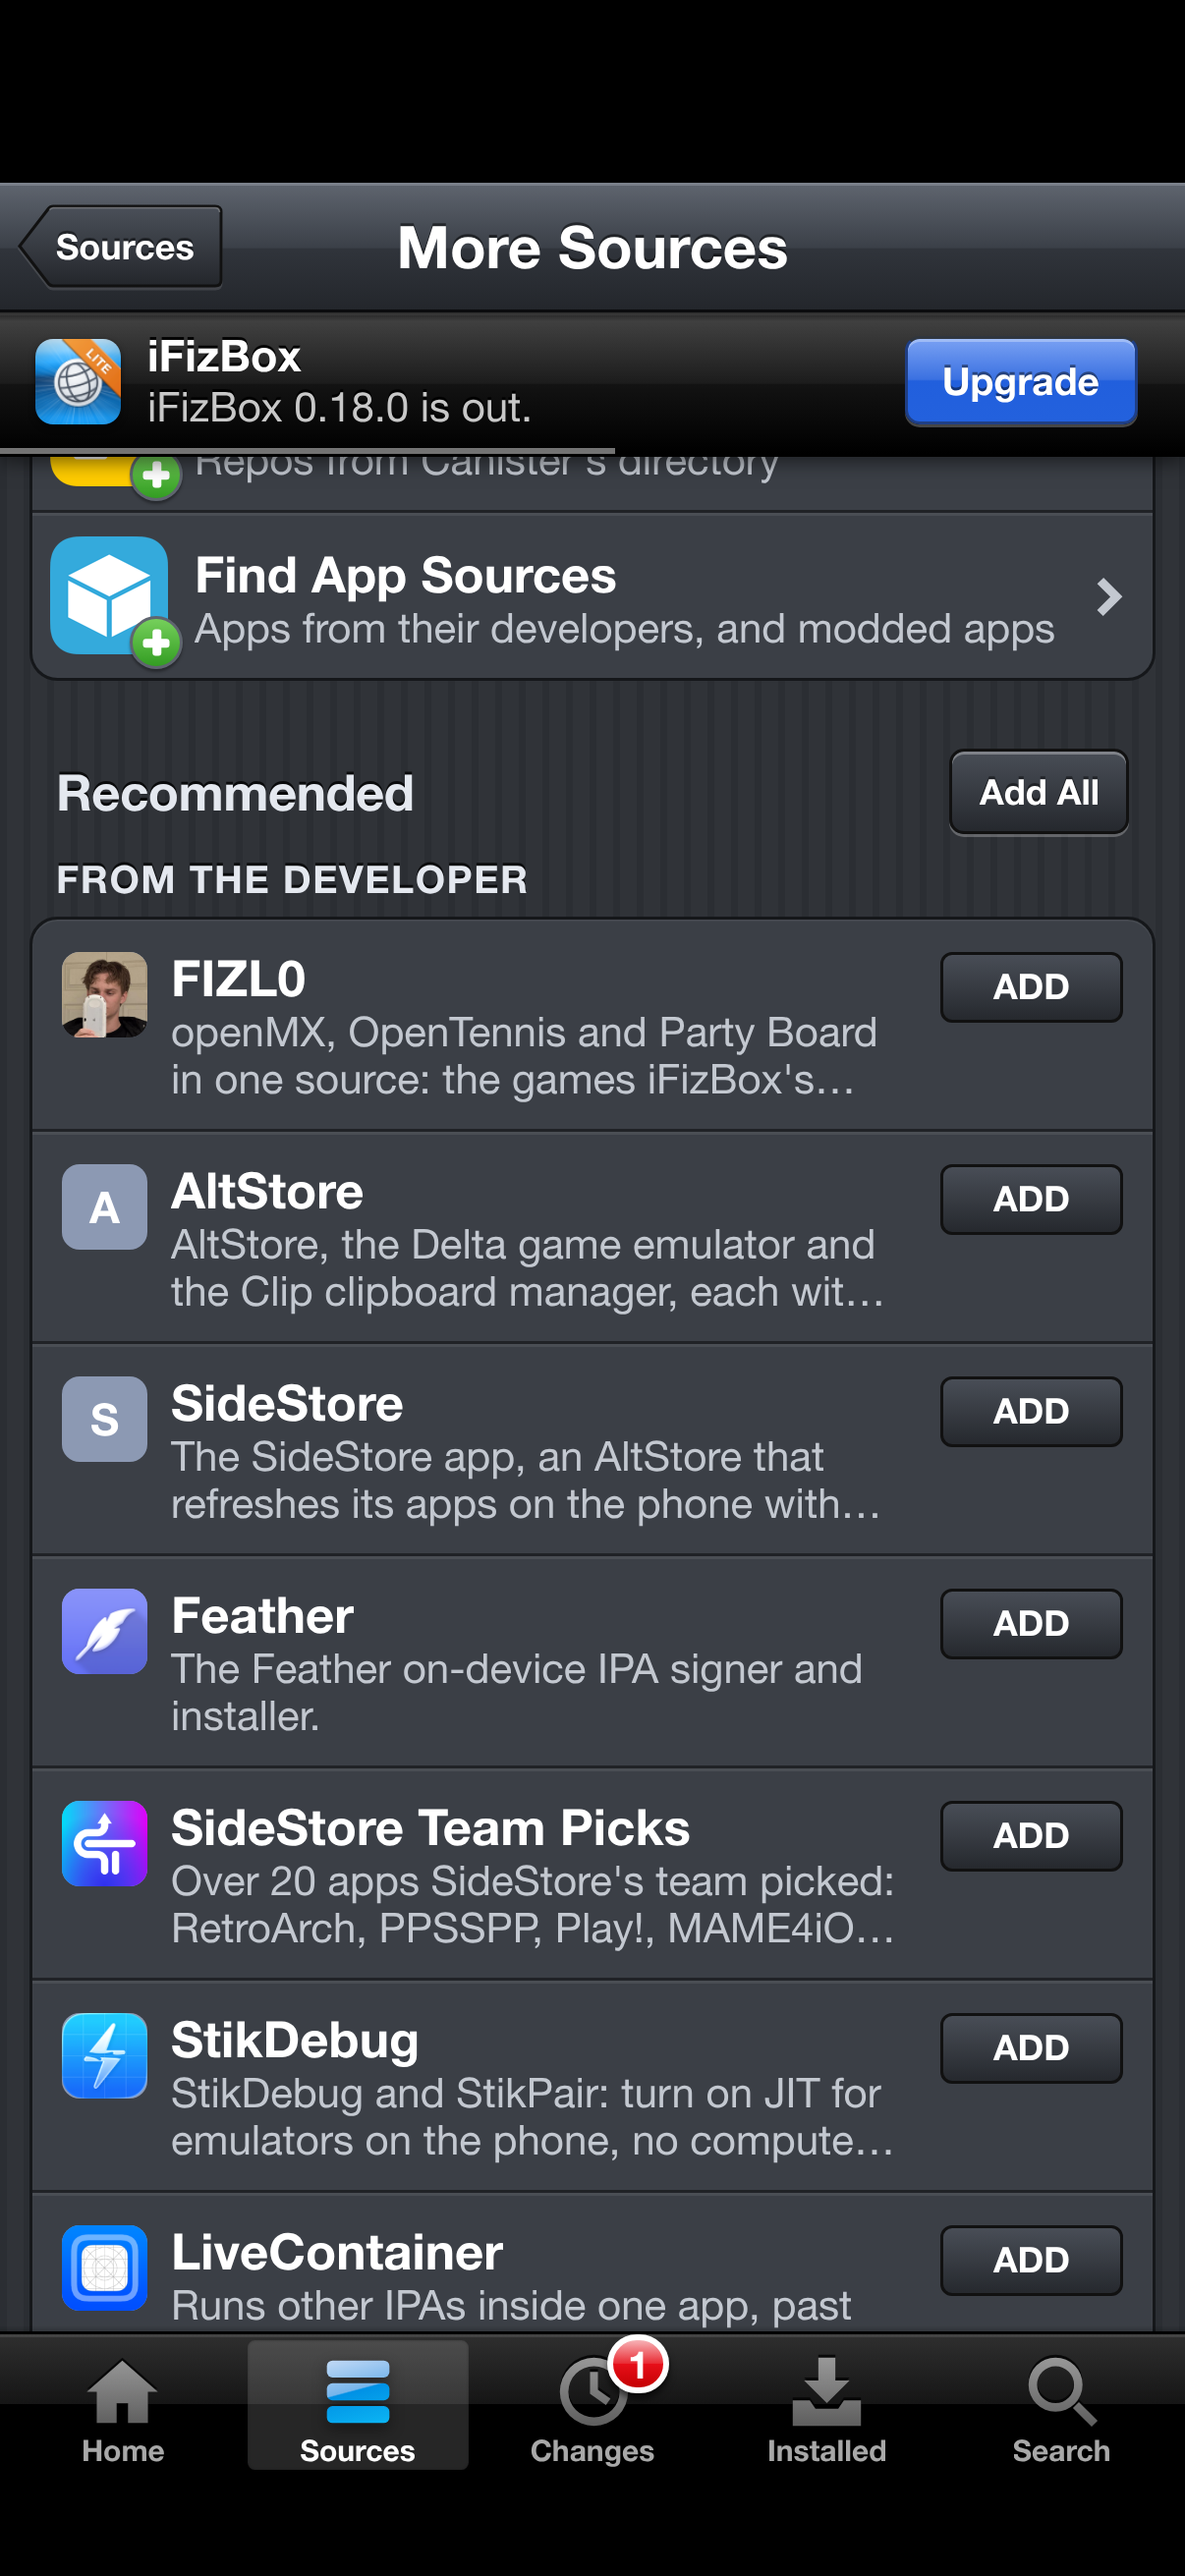 Sources
More Sources
LITE
iFizBox
iFizBox 0.18.0 is out.
Upgrade
Repos from Canister's directory
Find App Sources
Apps from their developers, and modded apps
Recommended
Add All
FROM THE DEVELOPER
FIZL0
ADD
openMX, OpenTennis and Party Board
in one source: the games iFizBox's...
A
AltStore
ADD
AltStore, the Delta game emulator and
the Clip clipboard manager, each wit...
S
SideStore
ADD
The SideStore app, an AltStore that
refreshes its apps on the phone with...
Feather
ADD
The Feather on-device IPA signer and
installer.
SideStore Team Picks
ADD
Over 20 apps SideStore's team picked:
RetroArch, PPSSPP, Play!, MAME4iO...
StikDebug
ADD
StikDebug and StikPair: turn on JIT for
emulators on the phone, no compute...
LiveContainer
ADD
Runs other IPAs inside one app, past
1
Home
Sources
Changes
Installed
Search